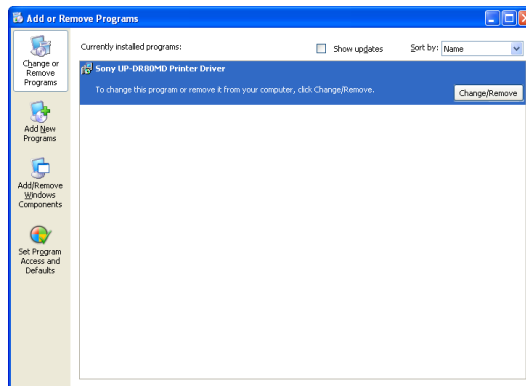 Add or Remove Programs
Change or
Remove
Programs
Currently installed programs:
Show updates
Sort by:
Name
Sony UP-DR80MD Printer Driver
To change this program or remove it from your computer, click Change/Remove.
Change/Remove
Add New
Programs
Add/Remove
Windows
Components
Set Program
Access and
Defaults